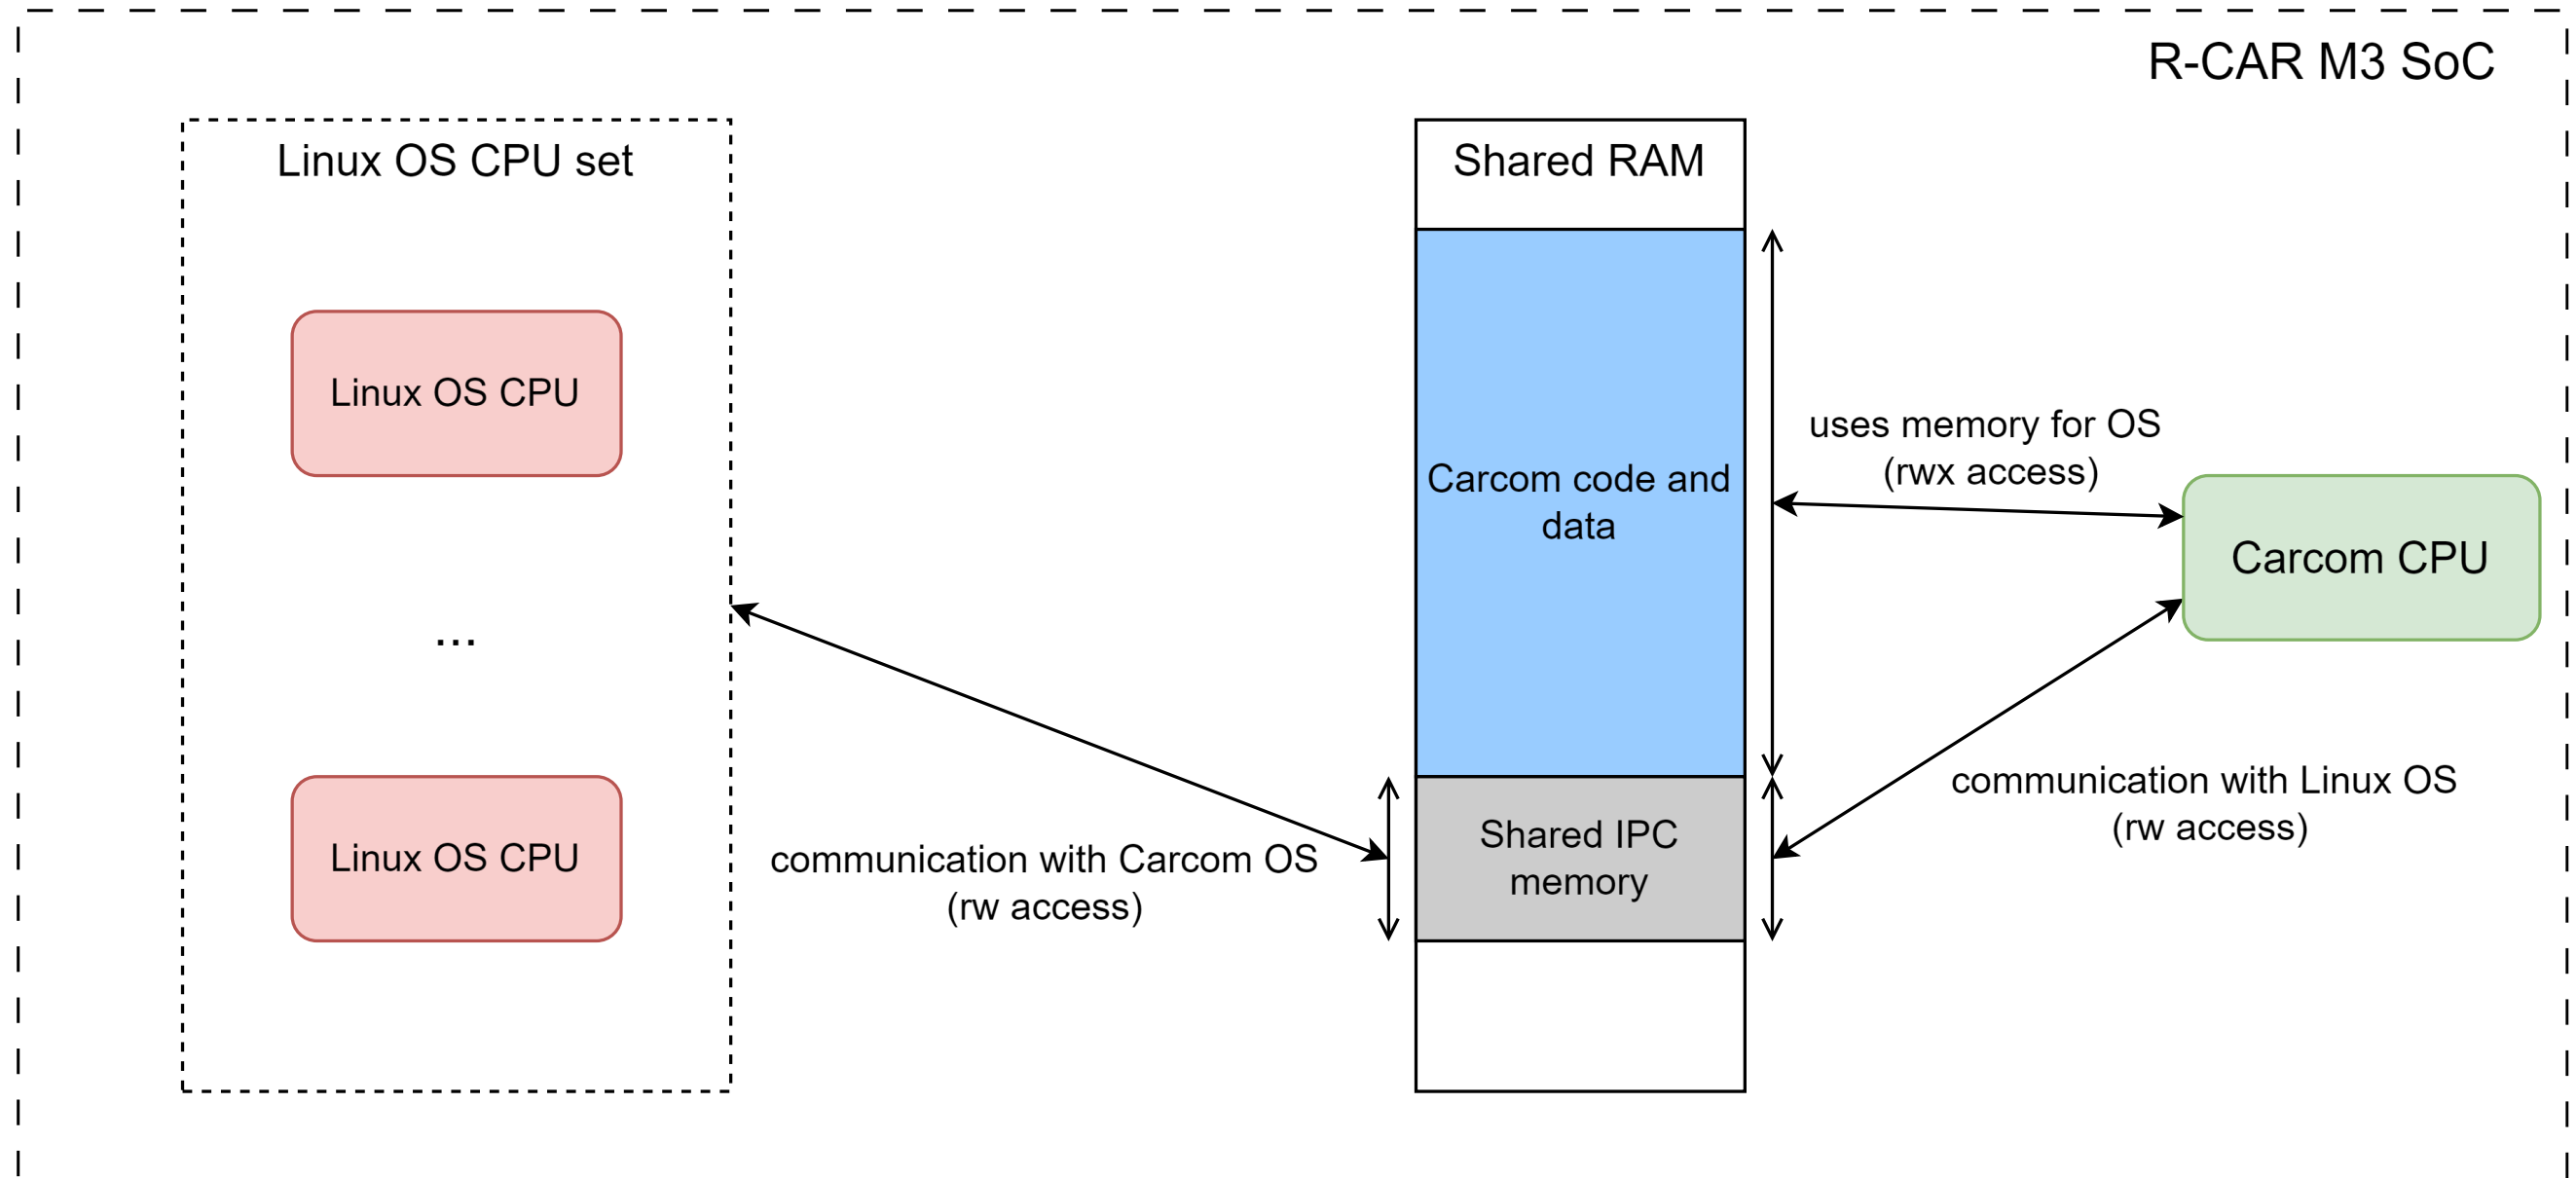 R-CAR M3 SoC
Linux OS CPU set
Linux OS CPU
...
Linux OS CPU
communication with Carcom OS
(rw access)
Shared RAM
Carcom code and
data
Shared IPC
memory
uses memory for OS
(rwx access)
Carcom CPU
communication with Linux OS
(rw access)